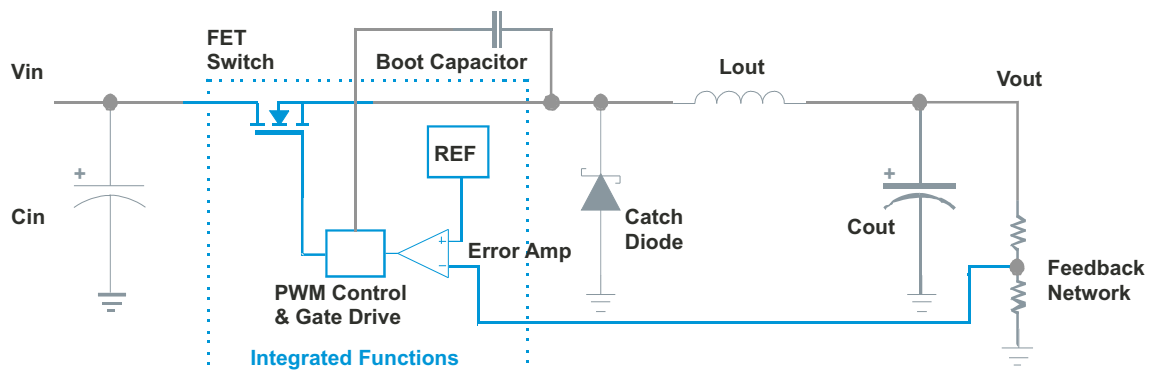 FET
Switch
Boot Capacitor
Vin
Lout
Vout
REF
+
+
Cin
Catch
Diode
Cout
+
−
Error Amp
Feedback
Network
PWM Control
& Gate Drive
Integrated Functions